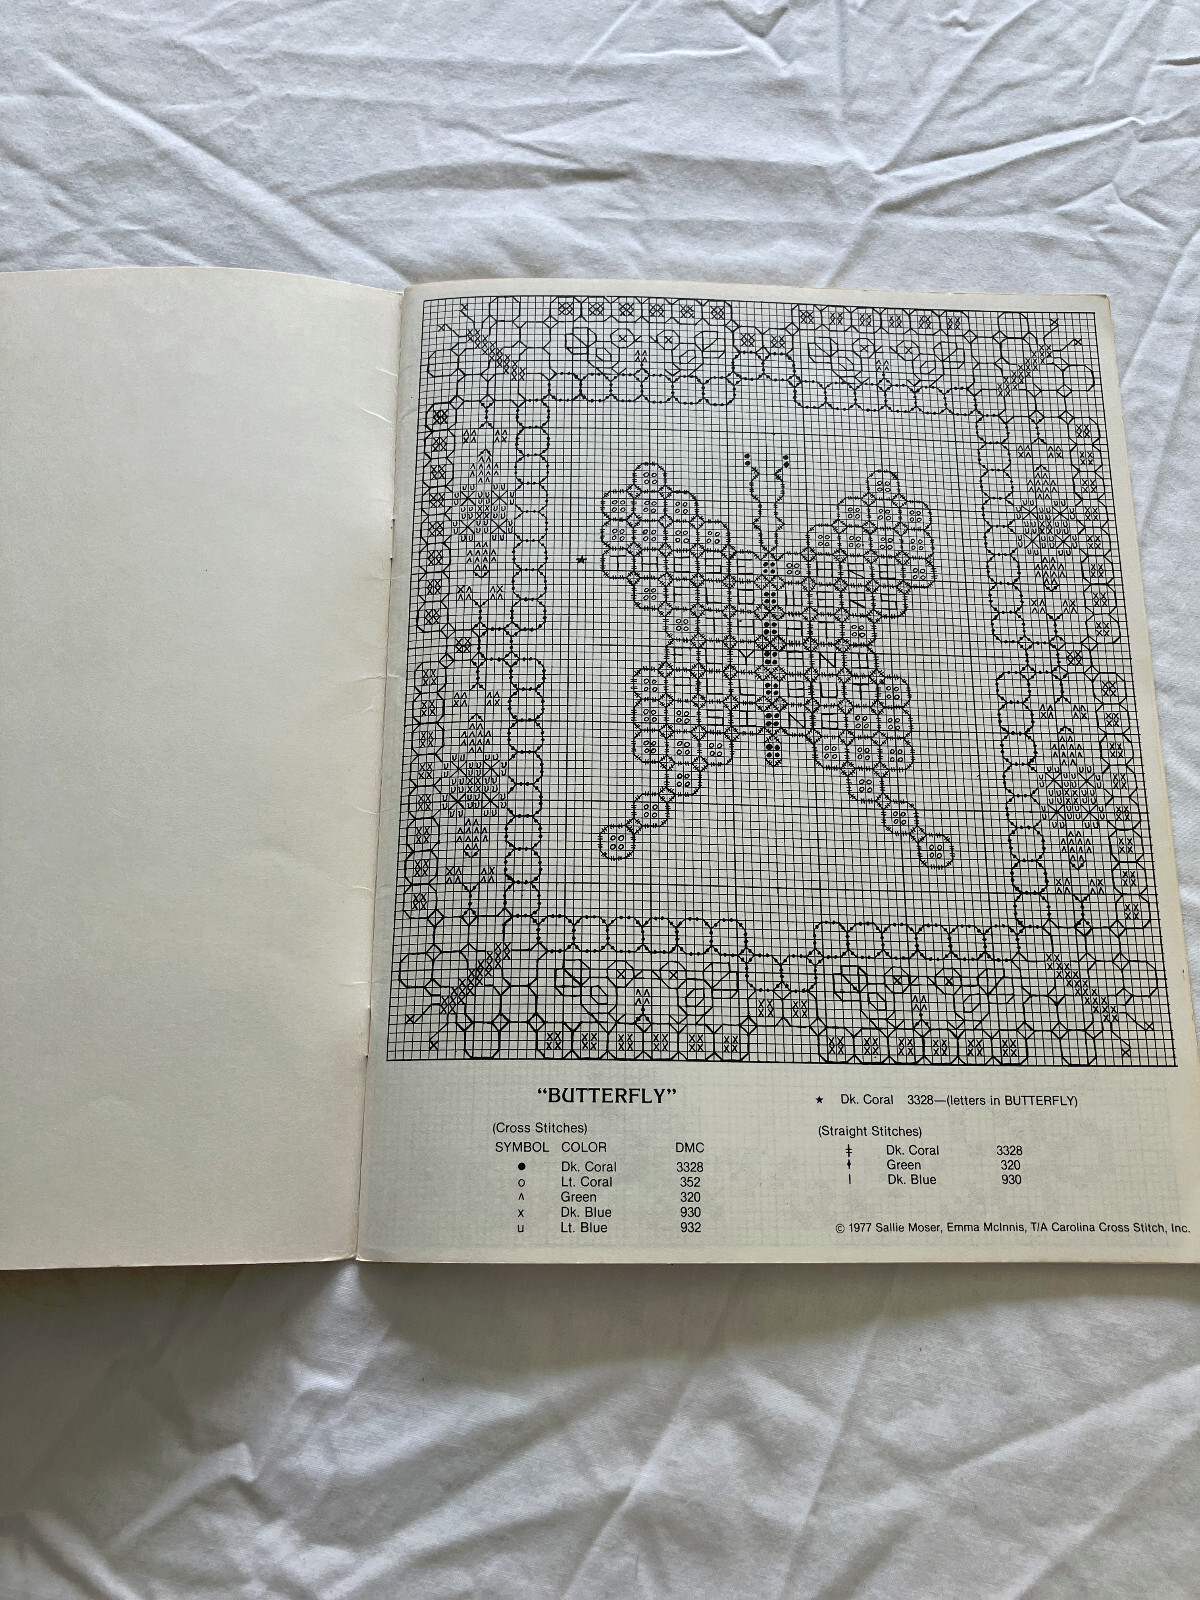 “BUTTERFLY”
(Cross Stitches)
SYMBOL COLOR DMC
● Dk. Coral 3328
o Lt. Coral 352
^ Green 320
x Dk. Blue 930
u Lt. Blue 932
★ Dk. Coral 3328—(letters in BUTTERFLY)
(Straight Stitches)
Dk. Coral 3328
Green 320
Dk. Blue 930
© 1977 Sallie Moser, Emma McInnis, T/A Carolina Cross Stitch, Inc.